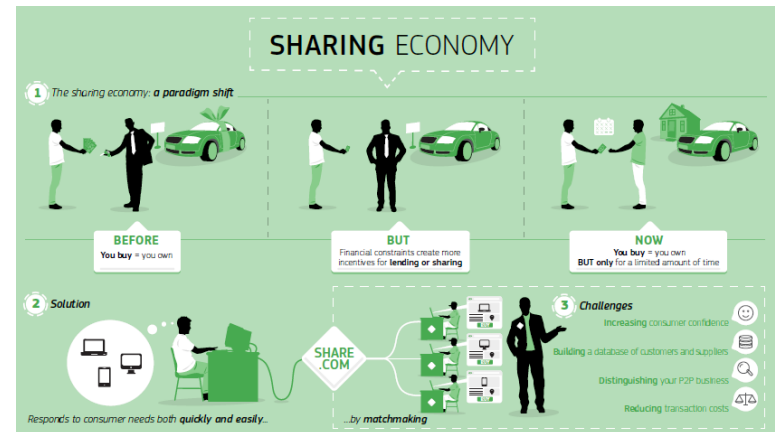 SHARING ECONOMY
1 The sharing economy: a paradigm shift
BEFORE
You buy = you own
BUT
Financial constraints create more
incentives for lending or sharing
NOW
You buy = you own
BUT only for a limited amount of time
2 Solution
SHARE
.COM
BUY
BUY
BUY
Responds to consumer needs both quickly and easily...
...by matchmaking
3 Challenges
Increasing consumer confidence
Building a database of customers and suppliers
Distinguishing your P2P business
Reducing transaction costs